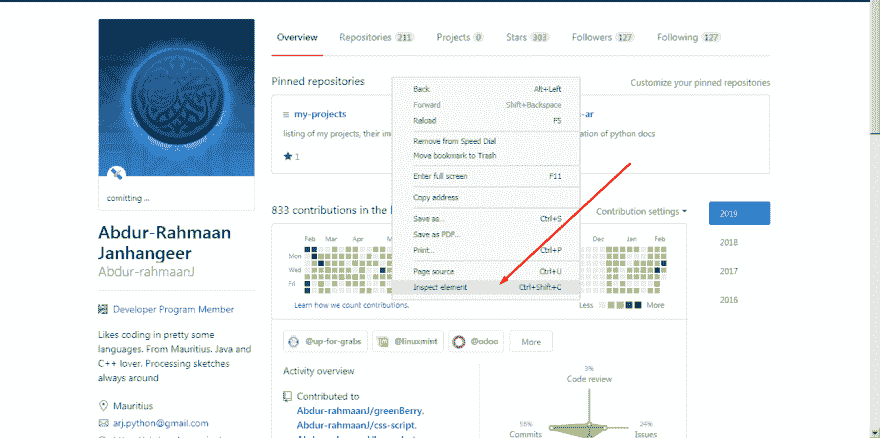 Overview Repositories 211 Projects 0 Stars 303 Followers 127 Following 127
Pinned repositories
Customize your pinned repositories
my-projects
listing of my projects, their im
1
-ar
ation of python docs
Back Alt+Left
Forward Shift+Backspace
Reload F5
Remove from Speed Dial
Move bookmark to Trash
Enter full screen F11
Copy address
Save as... Ctrl+S
Save as PDF...
Print... Ctrl+P
Page source Ctrl+U
Inspect element Ctrl+Shift+C
comitting ...
Abdur-Rahmaan
Janhangeer
Abdur-rahmaanJ
Developer Program Member
Likes coding in pretty some
languages. From Mauritius. Java and
C++ lover. Processing sketches
always around
Mauritius
arj.python@gmail.com
833 contributions in the
Contribution settings
2019
2018
2017
2016
Feb Mar Apr Dec Jan Feb
Mon
Wed
Fri
Learn how we count contributions.
Less More
@up-for-grabs @linuxmint @odoo More
Activity overview
Contributed to
Abdur-rahmaanJ/greenBerry,
Abdur-rahmaanJ/css-script,
3%
Code review
56%
Commits
24%
Issues